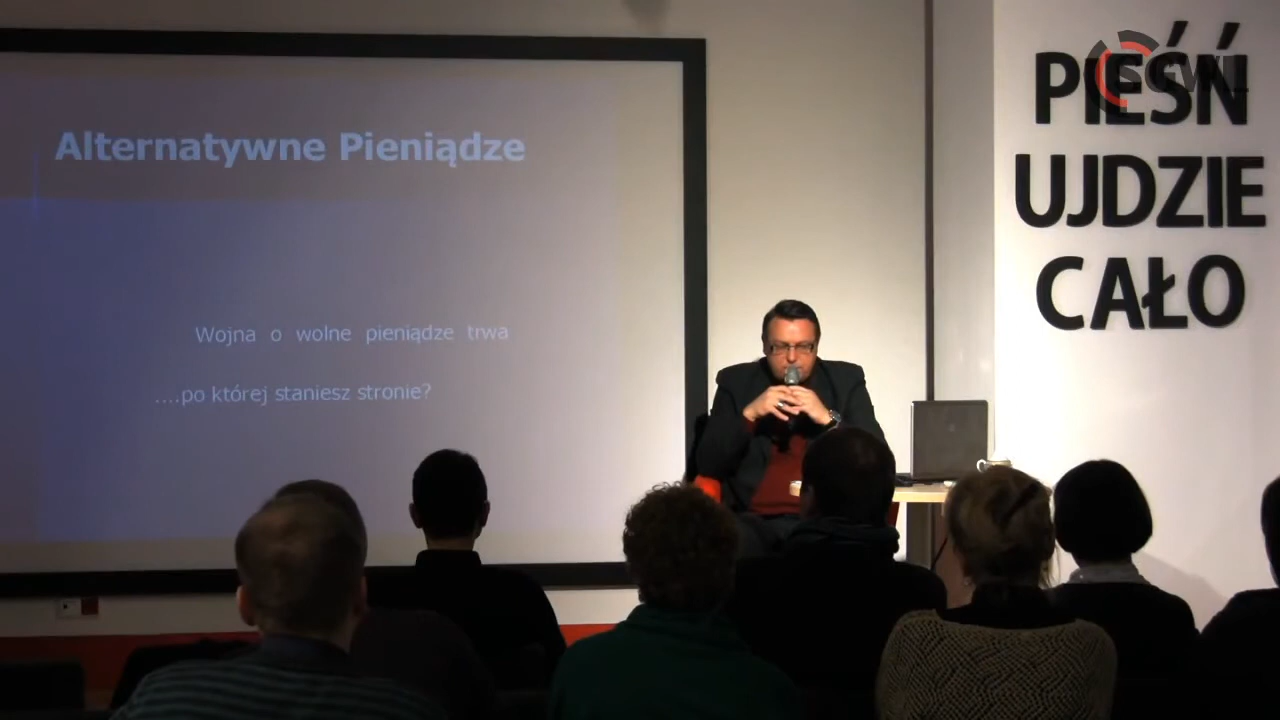 Alternatywne Pieniądze
Wojna o wolne pieniądze trwa
....po której staniesz stronie?
PIEŚŃ
UJDZIE
CAŁO